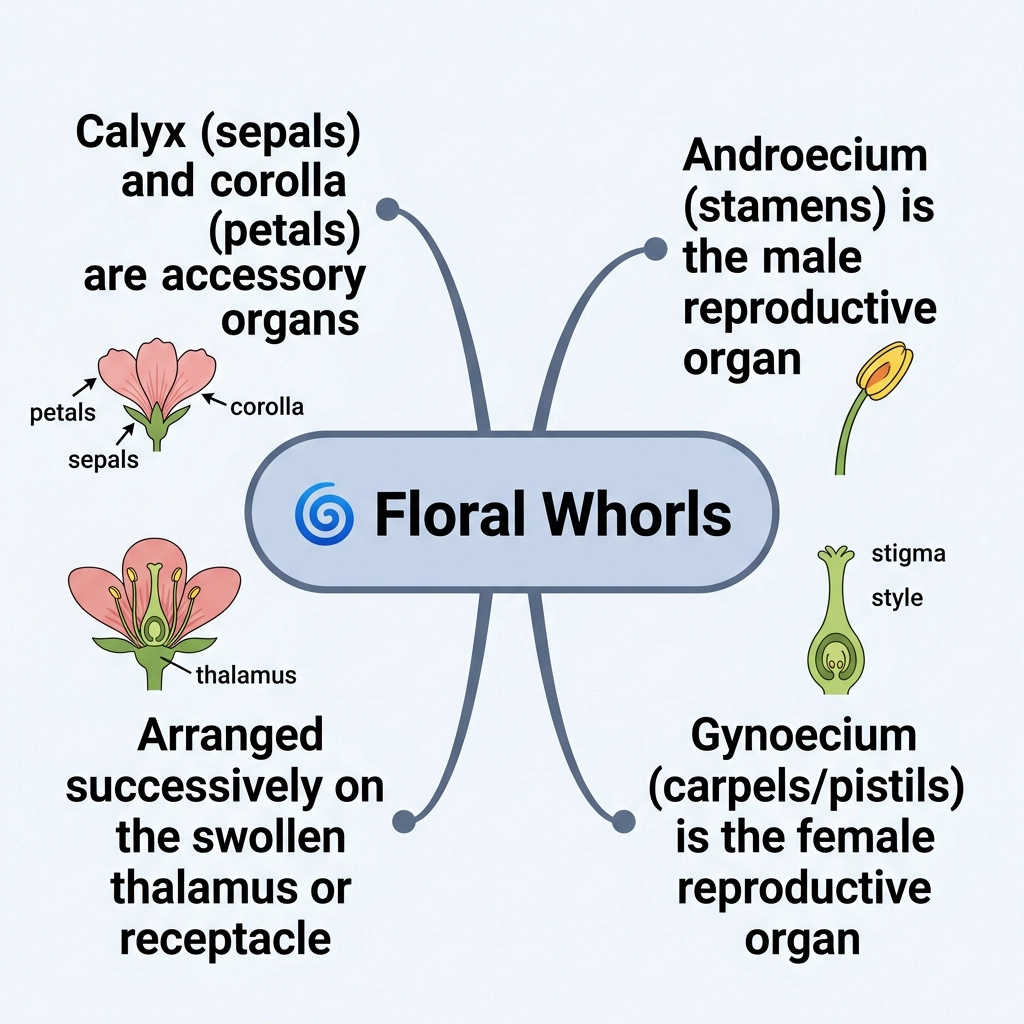 Calyx (sepals)
and corolla
(petals)
are accessory
organs
petals
corolla
sepals
Androecium
(stamens) is
the male
reproductive
organ
🌀 Floral Whorls
thalamus
Arranged
successively on
the swollen
thalamus or
receptacle
stigma
style
Gynoecium
(carpels/pistils)
is the female
reproductive
organ